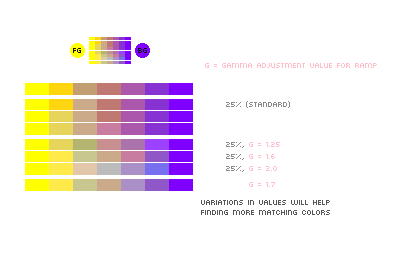 FG BG
G = GAMMA ADJUSTMENT VALUE FOR RAMP
25% (STANDARD)
25%, G = 1.25
25%, G = 1.6
25%, G = 2.0
G = 1.7
VARIATIONS IN VALUES WILL HELP
FINDING MORE MATCHING COLORS